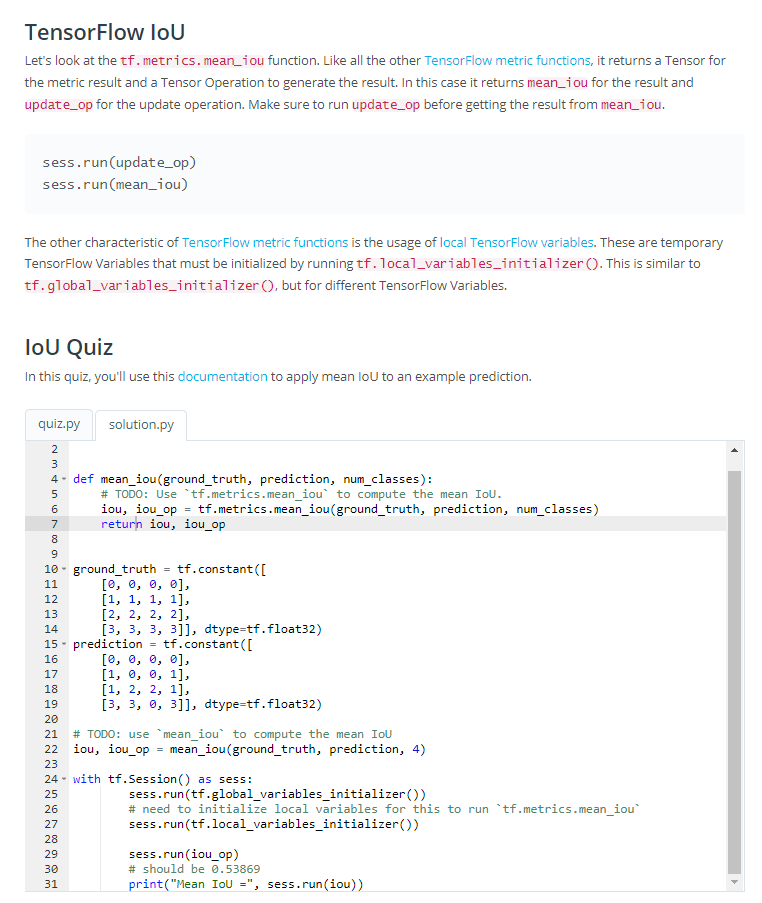 TensorFlow IoU
Let's look at the tf.metrics.mean_iou function. Like all the other TensorFlow metric functions, it returns a Tensor for
the metric result and a Tensor Operation to generate the result. In this case it returns mean_iou for the result and
update_op for the update operation. Make sure to run update_op before getting the result from mean_iou.
sess.run(update_op)
sess.run(mean_iou)
The other characteristic of TensorFlow metric functions is the usage of local TensorFlow variables. These are temporary
TensorFlow Variables that must be initialized by running tf.local_variables_initializer(). This is similar to
tf.global_variables_initializer(), but for different TensorFlow Variables.
IoU Quiz
In this quiz, you'll use this documentation to apply mean IoU to an example prediction.
quiz.py solution.py
2
3
4 def mean_iou(ground_truth, prediction, num_classes):
5 # TODO: Use `tf.metrics.mean_iou` to compute the mean IoU.
6 iou, iou_op = tf.metrics.mean_iou(ground_truth, prediction, num_classes)
7 return iou, iou_op
8
9
10 ground_truth = tf.constant([
11 [0, 0, 0, 0],
12 [1, 1, 1, 1],
13 [2, 2, 2, 2],
14 [3, 3, 3, 3]], dtype=tf.float32)
15 prediction = tf.constant([
16 [0, 0, 0, 0],
17 [1, 0, 0, 1],
18 [1, 2, 2, 1],
19 [3, 3, 0, 3]], dtype=tf.float32)
20
21 # TODO: use `mean_iou` to compute the mean IoU
22 iou, iou_op = mean_iou(ground_truth, prediction, 4)
23
24 with tf.Session() as sess:
25 sess.run(tf.global_variables_initializer())
26 # need to initialize local variables for this to run `tf.metrics.mean_iou`
27 sess.run(tf.local_variables_initializer())
28
29 sess.run(iou_op)
30 # should be 0.53869
31 print("Mean IoU =", sess.run(iou))